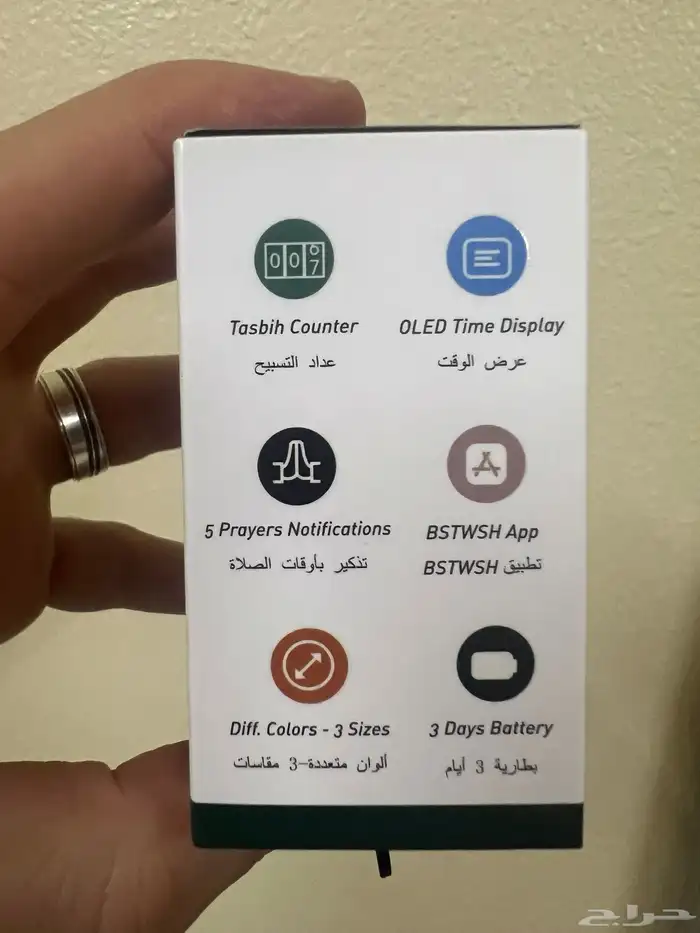 007
Tasbih Counter
عداد التسبيح
OLED Time Display
عرض الوقت
5 Prayers Notifications
تذكير بأوقات الصلاة
BSTWSH App
تطبيق BSTWSH
Diff. Colors - 3 Sizes
ألوان متعددة-3 مقاسات
3 Days Battery
بطارية 3 أيام
حراج